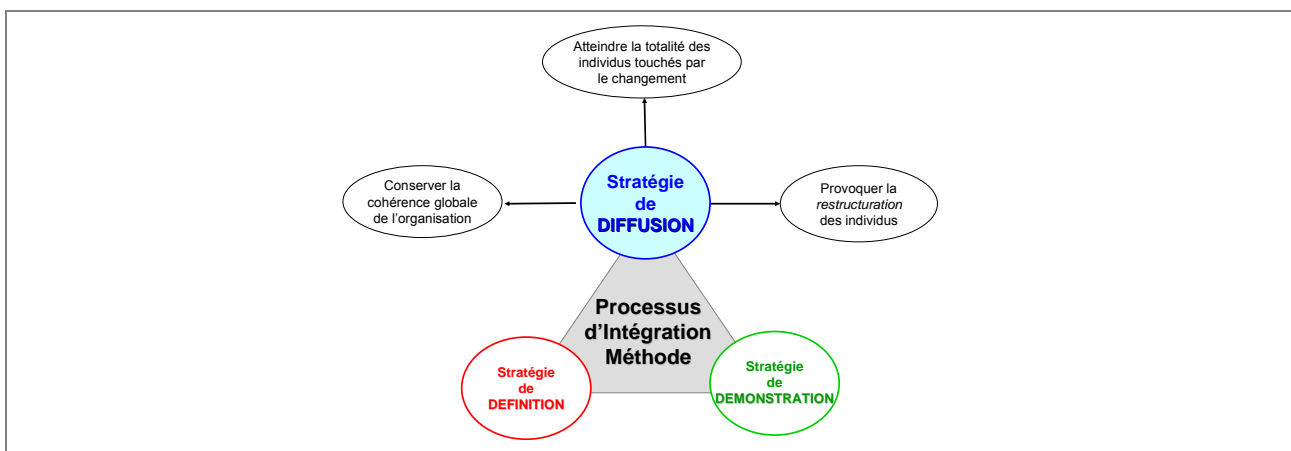 Atteindre la totalité des
individus touchés par
le changement
Conserver la
cohérence globale
de l'organisation
Stratégie
de
DIFFUSION
Provoquer la
restructuration
des individus
Processus
d'Intégration
Méthode
Stratégie
de
DEFINITION
Stratégie
de
DEMONSTRATION